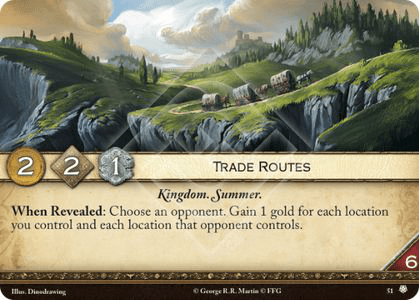 2 2 1 TRADE ROUTES
Kingdom. Summer.
When Revealed: Choose an opponent. Gain 1 gold for each location
you control and each location that opponent controls.
6
Illus. Dinodrawing © George R.R. Martin © FFG 51